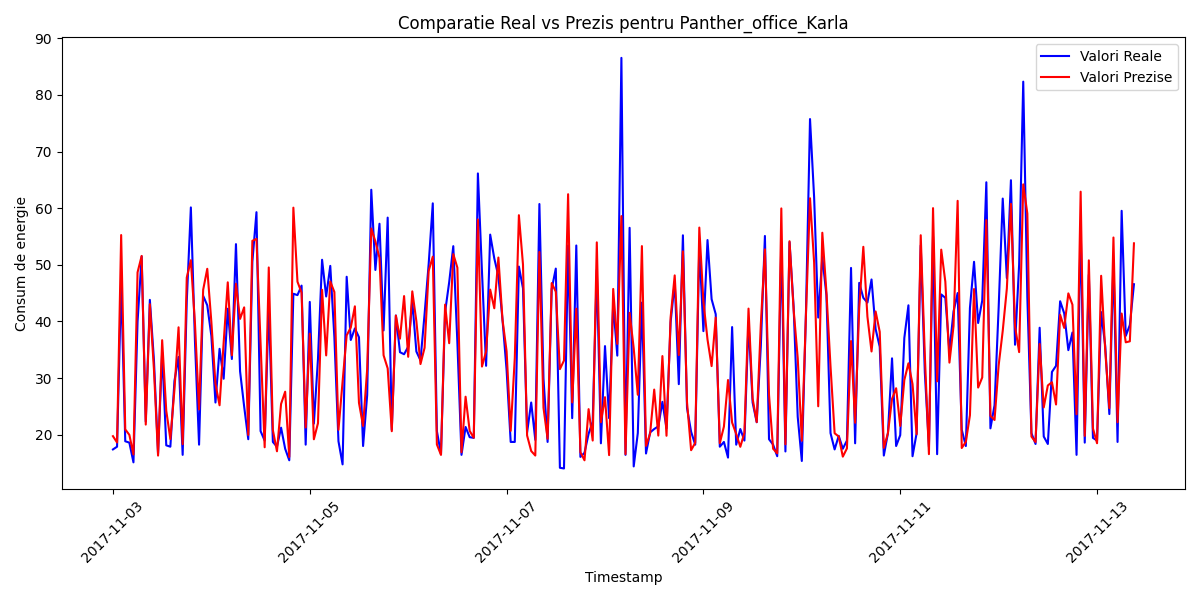 Comparatie Real vs Prezis pentru Panther_office_Karla
Valori Reale
Valori Prezise
Consum de energie
90
80
70
60
50
40
30
20
2017-11-03
2017-11-05
2017-11-07
2017-11-09
2017-11-11
2017-11-13
Timestamp